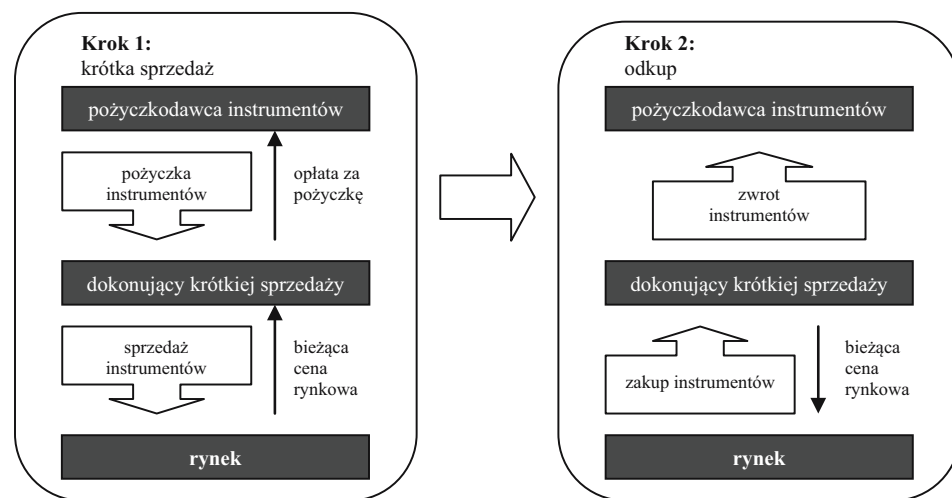 Krok 1:
krótka sprzedaż
pożyczkodawca instrumentów
pożyczka
instrumentów
opłata za
pożyczkę
dokonujący krótkiej sprzedaży
sprzedaż
instrumentów
bieżąca
cena
rynkowa
rynek
Krok 2:
odkup
pożyczkodawca instrumentów
zwrot
instrumentów
dokonujący krótkiej sprzedaży
zakup instrumentów
bieżąca
cena
rynkowa
rynek